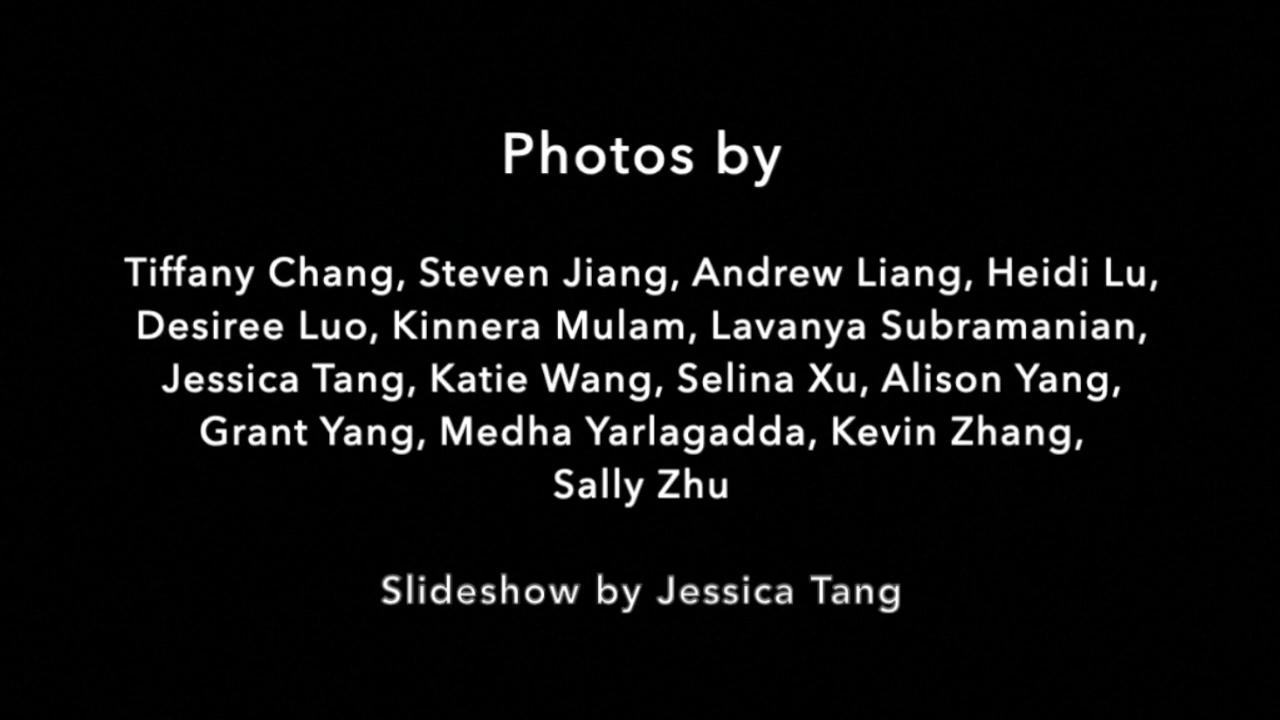 Photos by
Tiffany Chang, Steven Jiang, Andrew Liang, Heidi Lu,
Desiree Luo, Kinnera Mulam, Lavanya Subramanian,
Jessica Tang, Katie Wang, Selina Xu, Alison Yang,
Grant Yang, Medha Yarlagadda, Kevin Zhang,
Sally Zhu
Slideshow by Jessica Tang